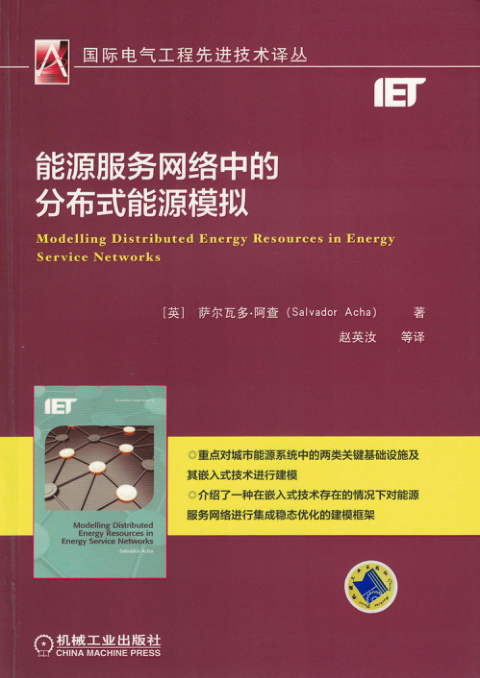 国际电气工程先进技术译丛
IET
能源服务网络中的
分布式能源模拟
Modelling Distributed Energy Resources in Energy
Service Networks
［英］ 萨尔瓦多·阿查（Salvador Acha） 著
赵英汝 等译
IET
Modelling Distributed
Energy Resources in
Energy Service Networks
Salvador Acha
◎重点对城市能源系统中的两类关键基础设施及
其嵌入式技术进行建模
◎介绍了一种在嵌入式技术存在的情况下对能源
服务网络进行集成稳态优化的建模框架
机械工业出版社
CHINA MACHINE PRESS